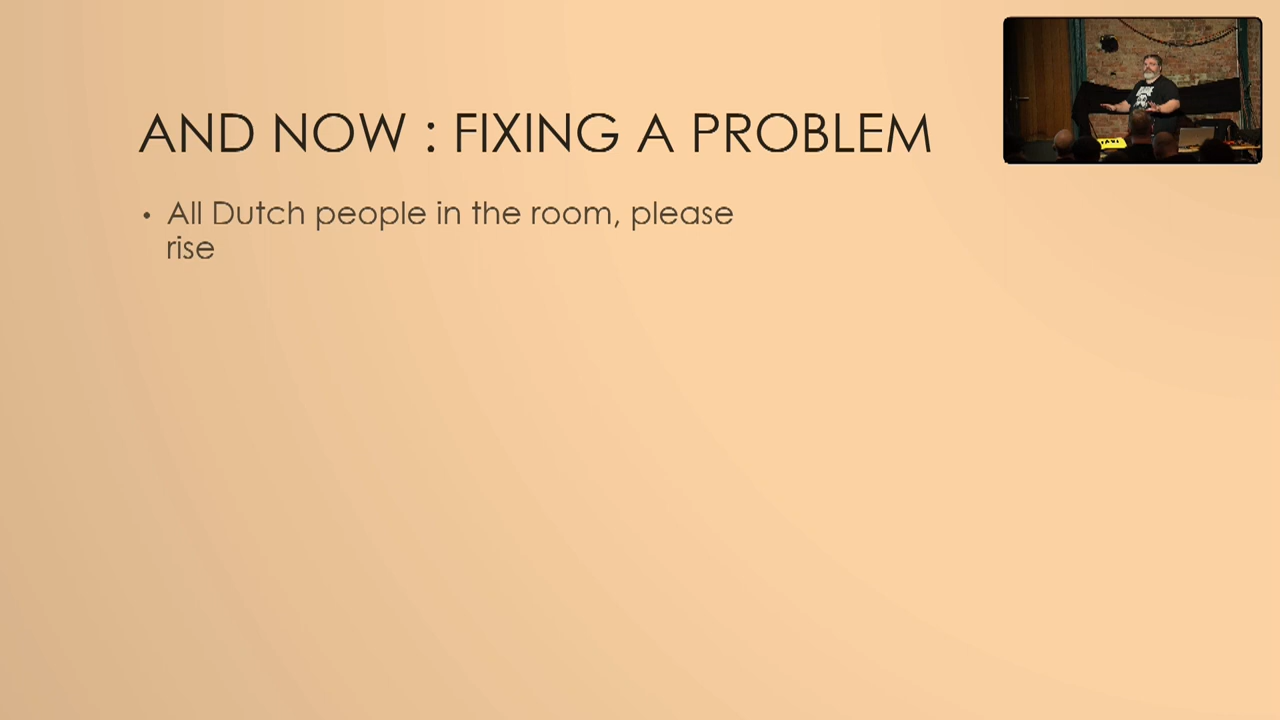 AND NOW : FIXING A PROBLEM
• All Dutch people in the room, please
rise